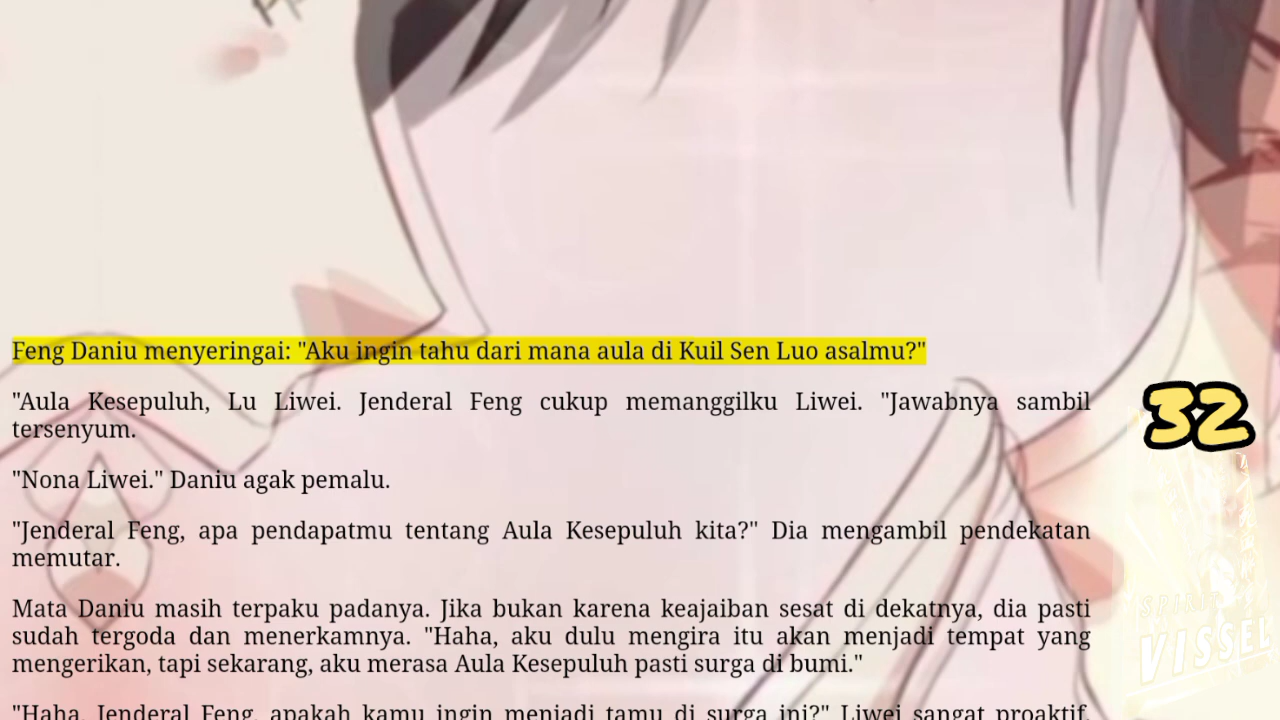 Feng Daniu menyeringai: "Aku ingin tahu dari mana aula di Kuil Sen Luo asalmu?"
"Aula Kesepuluh, Lu Liwei. Jenderal Feng cukup memanggilku Liwei. "Jawabnya sambil
tersenyum.
"Nona Liwei." Daniu agak pemalu.
"Jenderal Feng, apa pendapatmu tentang Aula Kesepuluh kita?" Dia mengambil pendekatan
memutar.
Mata Daniu masih terpaku padanya. Jika bukan karena keajaiban sesat di dekatnya, dia pasti
sudah tergoda dan menerkamnya. "Haha, aku dulu mengira itu akan menjadi tempat yang
mengerikan, tapi sekarang, aku merasa Aula Kesepuluh pasti surga di bumi."
"Haha, Jenderal Feng, apakah kamu ingin menjadi tamu di surga ini?" Liwei sangat proaktif,
32
SPIRIT
VISSEL